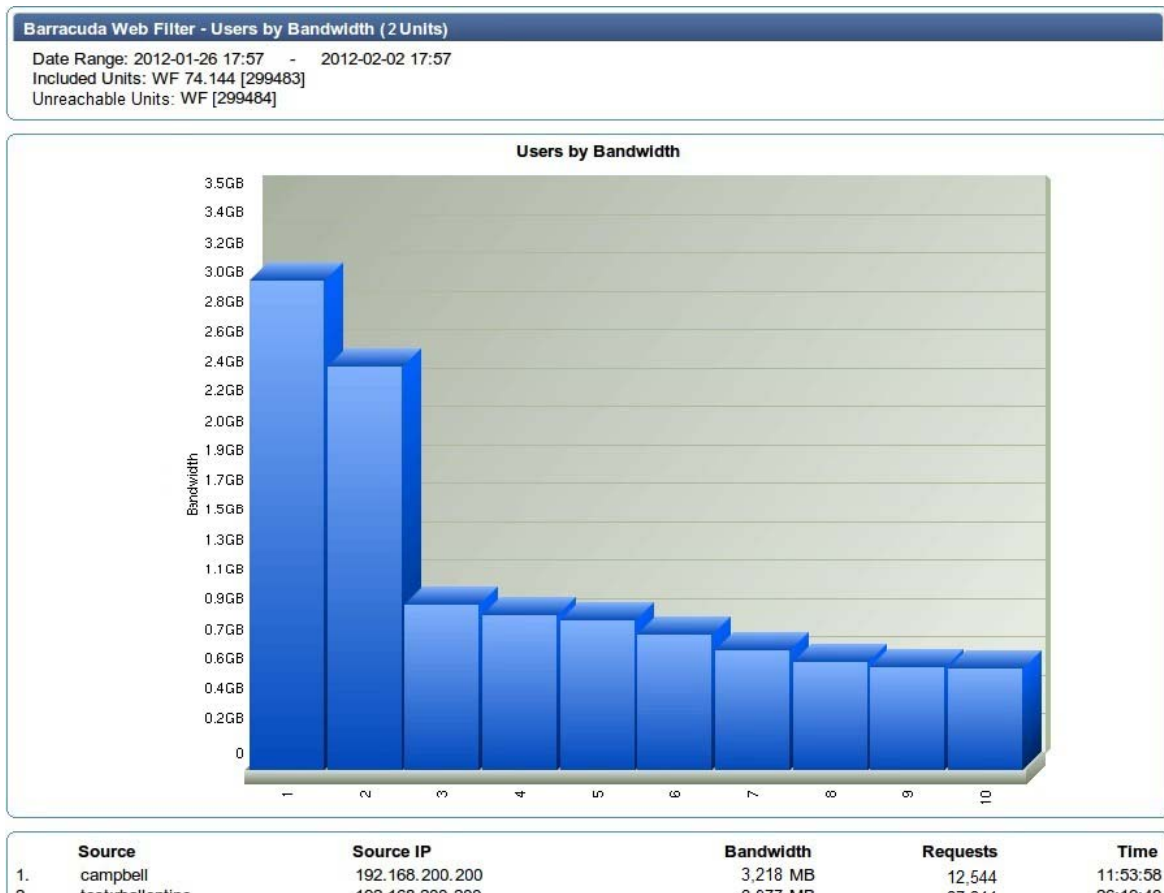 Barracuda Web Filter - Users by Bandwidth (2 Units)
Date Range: 2012-01-26 17:57 - 2012-02-02 17:57
Included Units: WF 74.144 [299483]
Unreachable Units: WF [299484]
Users by Bandwidth
3.5GB
3.4GB
3.2GB
3.0GB
2.8GB
2.6GB
2.4GB
2.2GB
2.0GB
1.9GB
1.7GB
1.5GB
1.3GB
1.1GB
0.9GB
0.7GB
0.6GB
0.4GB
0.2GB
0
Bandwidth
1 2 3 4 5 6 7 8 9 10
Source Source IP Bandwidth Requests Time
1. campbell 192.168.200.200 3,218 MB 12,544 11:53:58